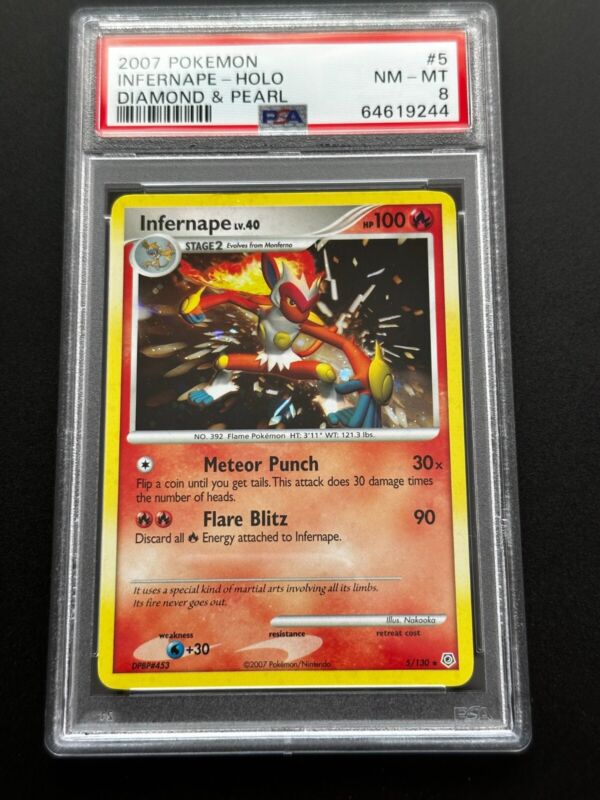 2007 POKEMON #5
INFERNAPE - HOLO NM - MT
DIAMOND & PEARL 8
PSA 64619244
Infernape LV.40 HP 100
STAGE2 Evolves from Monferno
NO. 392 Flame Pokémon HT: 3'11" WT: 121.3 lbs.
Meteor Punch 30x
Flip a coin until you get tails. This attack does 30 damage times
the number of heads.
Flare Blitz 90
Discard all Energy attached to Infernape.
It uses a special kind of martial arts involving all its limbs.
Its fire never goes out.
Illus. Nakaoka
weakness resistance retreat cost
+30
DPBP#453 ©2007 Pokémon/Nintendo 5/130 ★
PSA